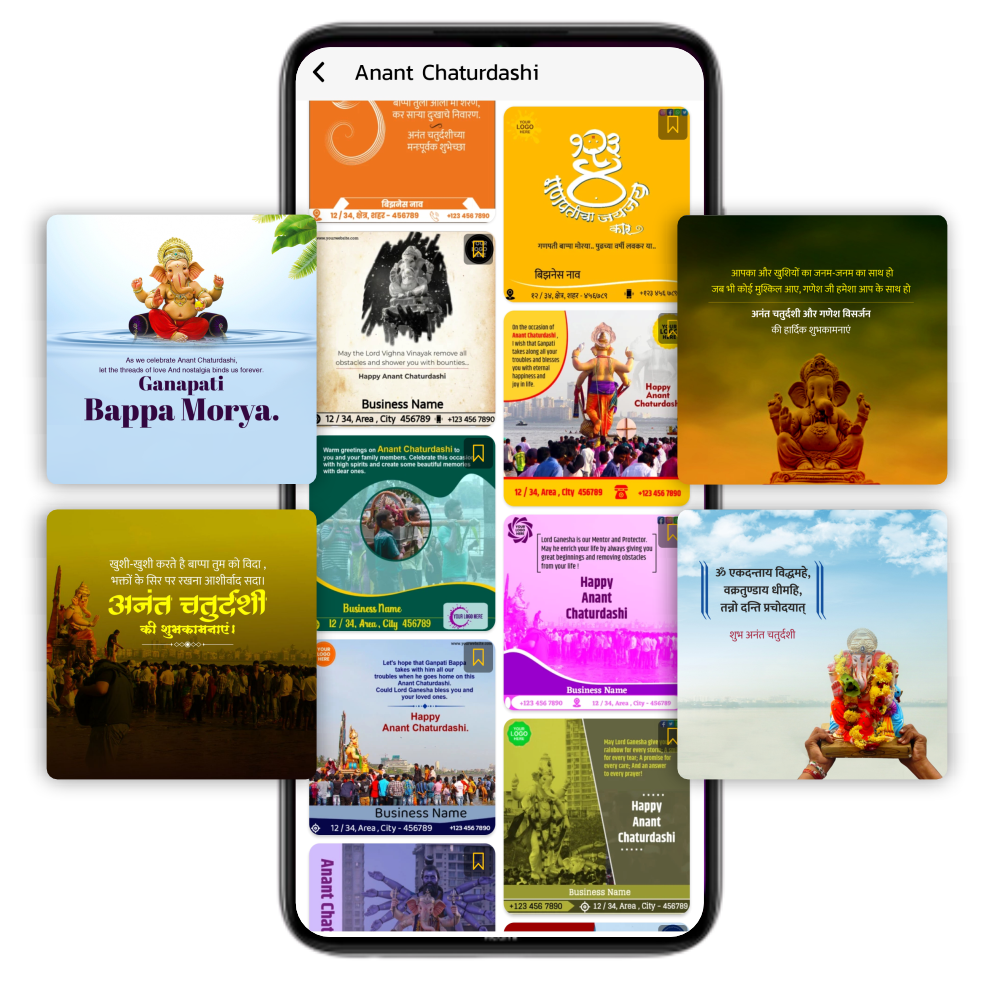 Anant Chaturdashi
बाप्पा तुला आलो मी शरण,
कर साऱ्या दुःखाचे निवारण.
अनंत चतुर्दशीच्या
मनःपूर्वक शुभेच्छा
बिझनेस नाव
12 / 34, क्षेत्र, शहर - 456789
+123 456 7890
YOUR
LOGO
HERE
१२३
गणपतीचा जयजय
कार
गणपती बाप्पा मोरया.. पुढच्या वर्षी लवकर या..
बिझनेस नाव
१२ / ३४, क्षेत्र, शहर - ४५६७८९
+१२३ ४५६ ७८९
As we celebrate Anant Chaturdashi,
let the threads of love And nostalgia binds us forever.
Ganapati
Bappa Morya.
www.yourwebsite.com
May the Lord Vighna Vinayak remove all
obstacles and shower you with bounties...
Happy Anant Chaturdashi
Business Name
12 / 34, Area , City 456789
+123 456 7890
On the occasion of
Anant Chaturdashi ,
I wish that Ganpati
takes along all your
troubles and blesses
you with eternal
happiness and
joy in life.
Happy
Anant
Chaturdash
12 / 34, Area , City 456789
+123 456 7890
आपका और खुशियों का जनम-जनम का साथ हो
जब भी कोई मुश्किल आए, गणेश जी हमेशा आप के साथ हो
अनंत चतुर्दशी और गणेश विसर्जन
की हार्दिक शुभकामनाएं
Warm greetings on Anant Chaturdashi to
you and your family members. Celebrate this occasion
with high spirits and create some beautiful memories
with dear ones.
Business Name
12 / 34, Area , City 456789
YOUR LOGO HERE
YOUR
LOGO
HERE
Lord Ganesha is our Mentor and Protector.
May he enrich your life by always giving you
great beginnings and removing obstacles
from your life !
Happy
Anant
Chaturdashi
Business Name
+123 456 7890
12 / 34, Area , City 456789
खुशी-खुशी करते है बाप्पा तुम को विदा ,
भक्तों के सिर पर रखना आशीर्वाद सदा।
अनंत चतुर्दशी
की शुभकामनाएं।
YOUR
LOGO
HERE
Let's hope that Ganpati Bappa
takes with him all our
troubles when he goes home on this
Anant Chaturdashi.
Could Lord Ganesha bless you and
your loved ones.
Happy
Anant Chaturdashi.
Business Name
12 / 34, Area , City - 456789
+123 456 7890
ॐ एकदन्ताय विद्धमहे,
वक्रतुण्डाय धीमहि,
तन्नो दन्ति प्रचोदयात्
शुभ अनंत चतुर्दशी
YOUR
LOGO
HERE
May Lord Ganesha give you
rainbow for every storm; A
for every tear; A promise for
every care; And an answer
to every prayer!
Happy
Anant
Chaturdashi
Business Name
+123 456 7890
12 / 34, Area , City - 456789
Anant Chat